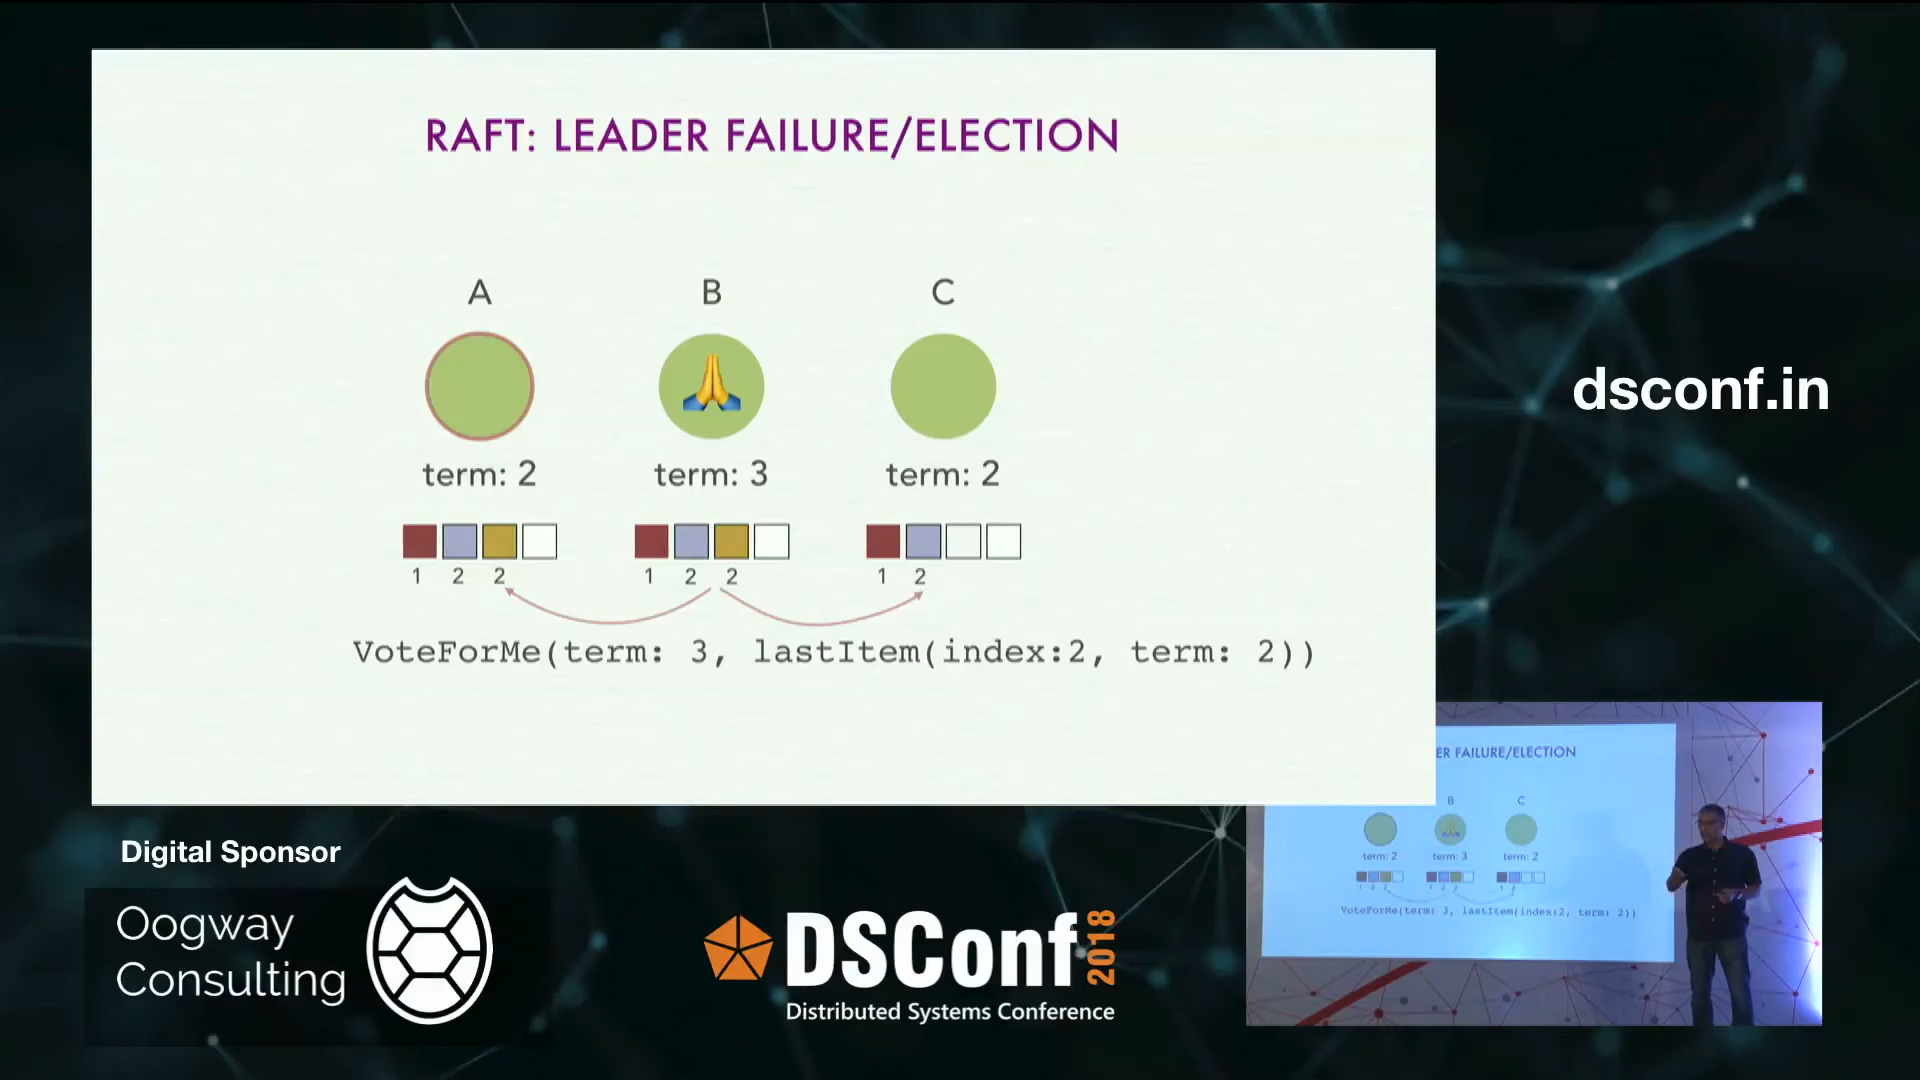 RAFT: LEADER FAILURE/ELECTION
A B C
term: 2 term: 3 term: 2
1 2 2 1 2 2 1 2
VoteForMe(term: 3, lastItem(index:2, term: 2))
dsconf.in
ER FAILURE/ELECTION
B C
term: 2 term: 3 term: 2
VoteForMe(term: 3, lastItem(index:2, term: 2))
Digital Sponsor
Oogway
Consulting
DSConf 2018
Distributed Systems Conference